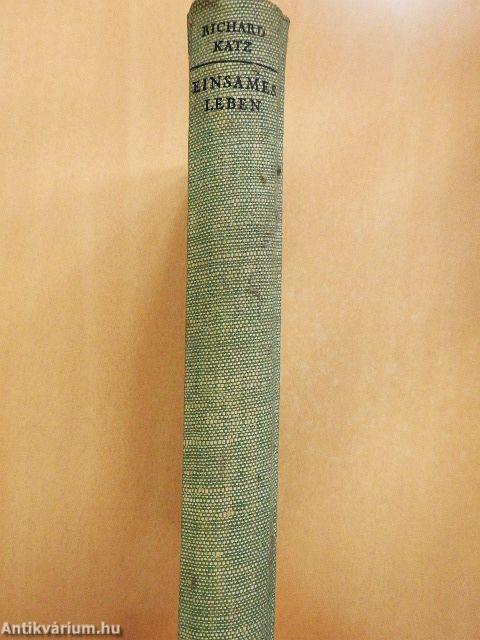 RICHARD
KATZ
EINSAMES
LEBEN
Antikvárium.hu